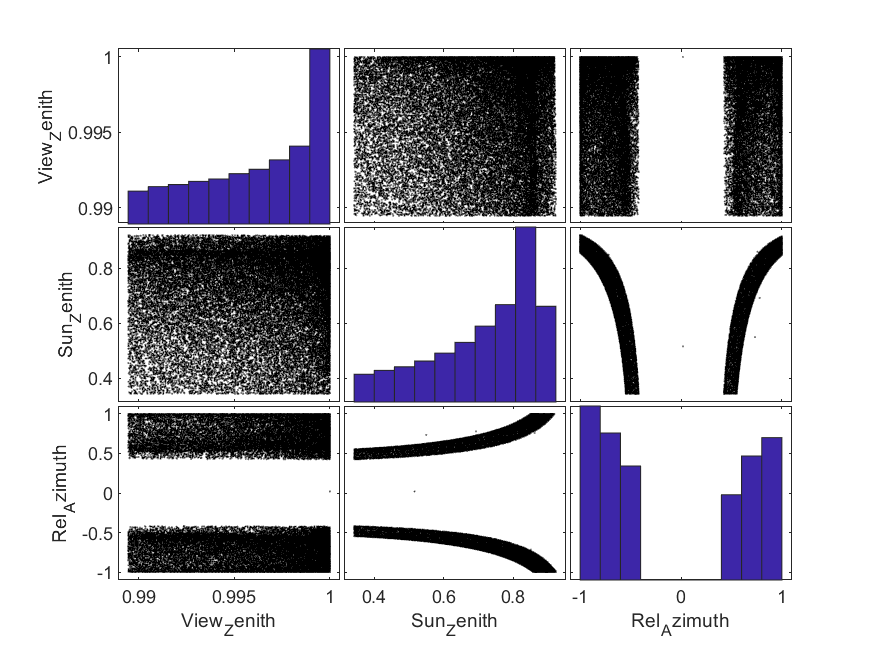 View_Zenith
1
0.995
0.99
Sun_Zenith
0.8
0.6
0.4
Rel_Azimuth
1
0.5
0
-0.5
-1
0.99 0.995 1 0.4 0.6 0.8 -1 0 1
View_Zenith Sun_Zenith Rel_Azimuth